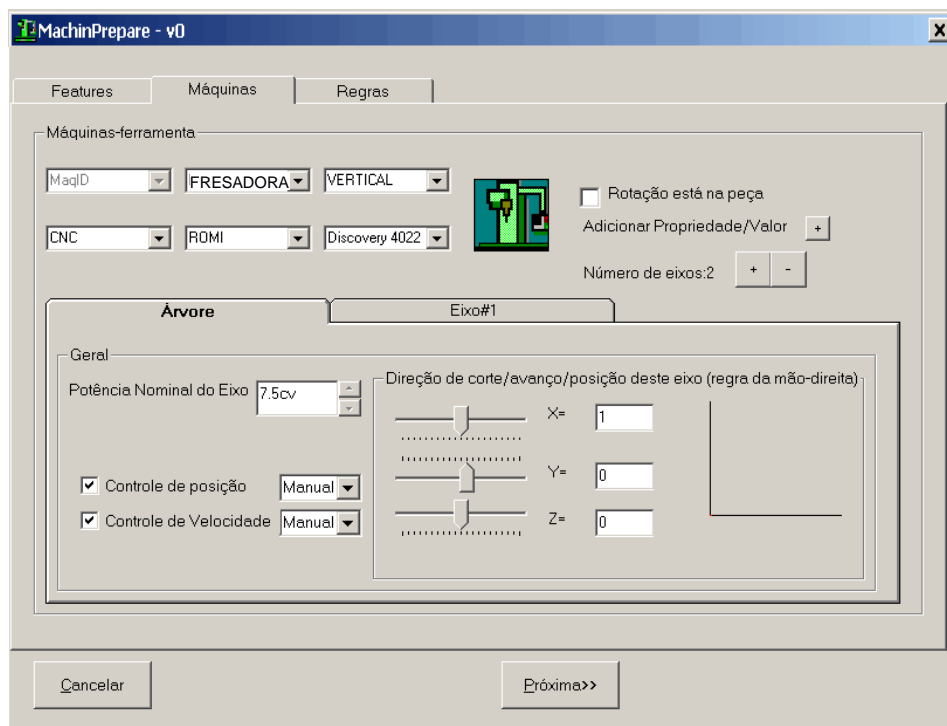 MachinPrepare - v0
Features Máquinas Regras
Máquinas-ferramenta
MaqID FRESADORA VERTICAL
Rotação está na peça
CNC ROMI Discovery 4022
Adicionar Propriedade/Valor +
Número de eixos:2 + -
Árvore Eixo#1
Geral
Potência Nominal do Eixo 7.5cv
Controle de posição Manual
Controle de Velocidade Manual
Direção de corte/avanço/posição deste eixo (regra da mão-direita)
X= 1
Y= 0
Z= 0
Cancelar Próxima>>